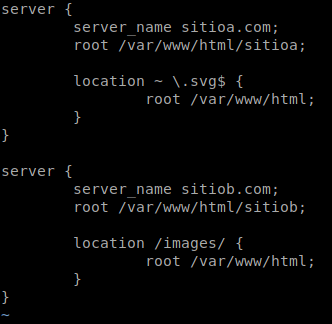 server {
        server_name sitioa.com;
        root /var/www/html/sitioa;

        location ~ \.svg$ {
                root /var/www/html;
        }
}

server {
        server_name sitiob.com;
        root /var/www/html/sitiob;

        location /images/ {
                root /var/www/html;
        }
}
~